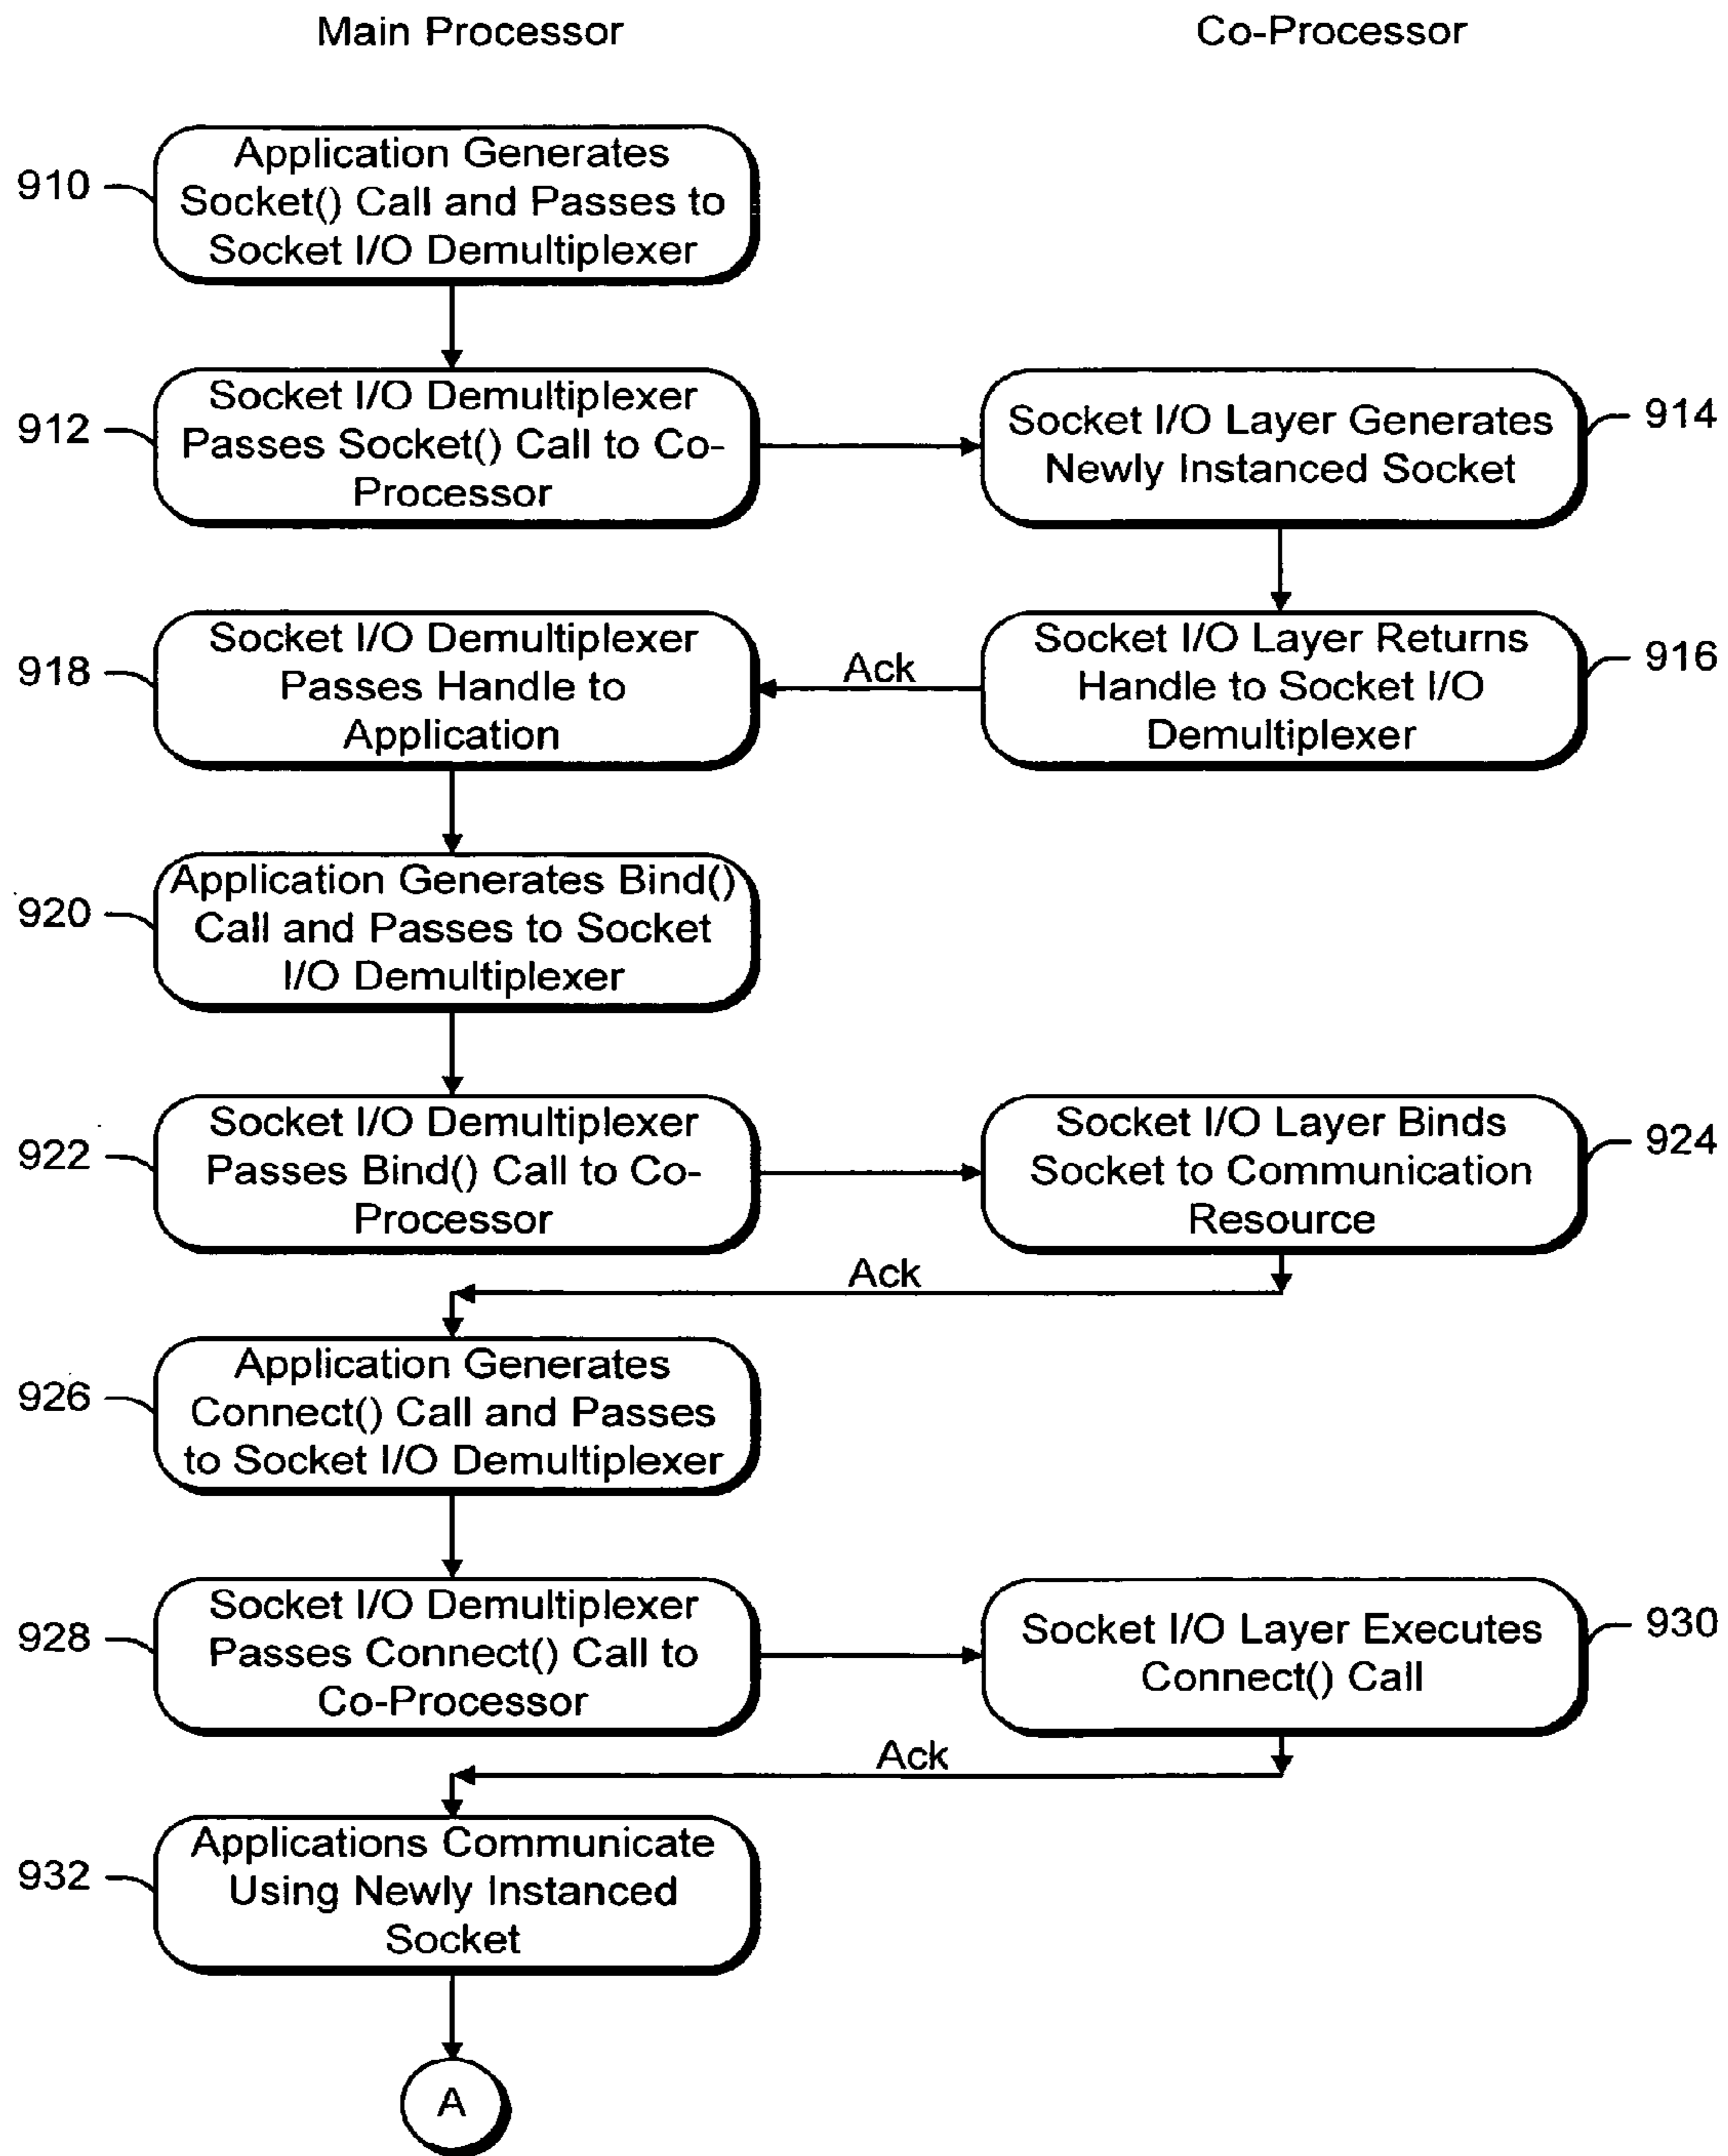 Main Processor
Co-Processor
910
Application Generates
Socket() Call and Passes to
Socket I/O Demultiplexer
912
Socket I/O Demultiplexer
Passes Socket() Call to Co-
Processor
Socket I/O Layer Generates
Newly Instanced Socket
914
918
Socket I/O Demultiplexer
Passes Handle to
Application
Ack
Socket I/O Layer Returns
Handle to Socket I/O
Demultiplexer
916
920
Application Generates Bind()
Call and Passes to Socket
I/O Demultiplexer
922
Socket I/O Demultiplexer
Passes Bind() Call to Co-
Processor
Socket I/O Layer Binds
Socket to Communication
Resource
924
Ack
926
Application Generates
Connect() Call and Passes
to Socket I/O Demultiplexer
928
Socket I/O Demultiplexer
Passes Connect() Call to
Co-Processor
Socket I/O Layer Executes
Connect() Call
930
Ack
932
Applications Communicate
Using Newly Instanced
Socket
A